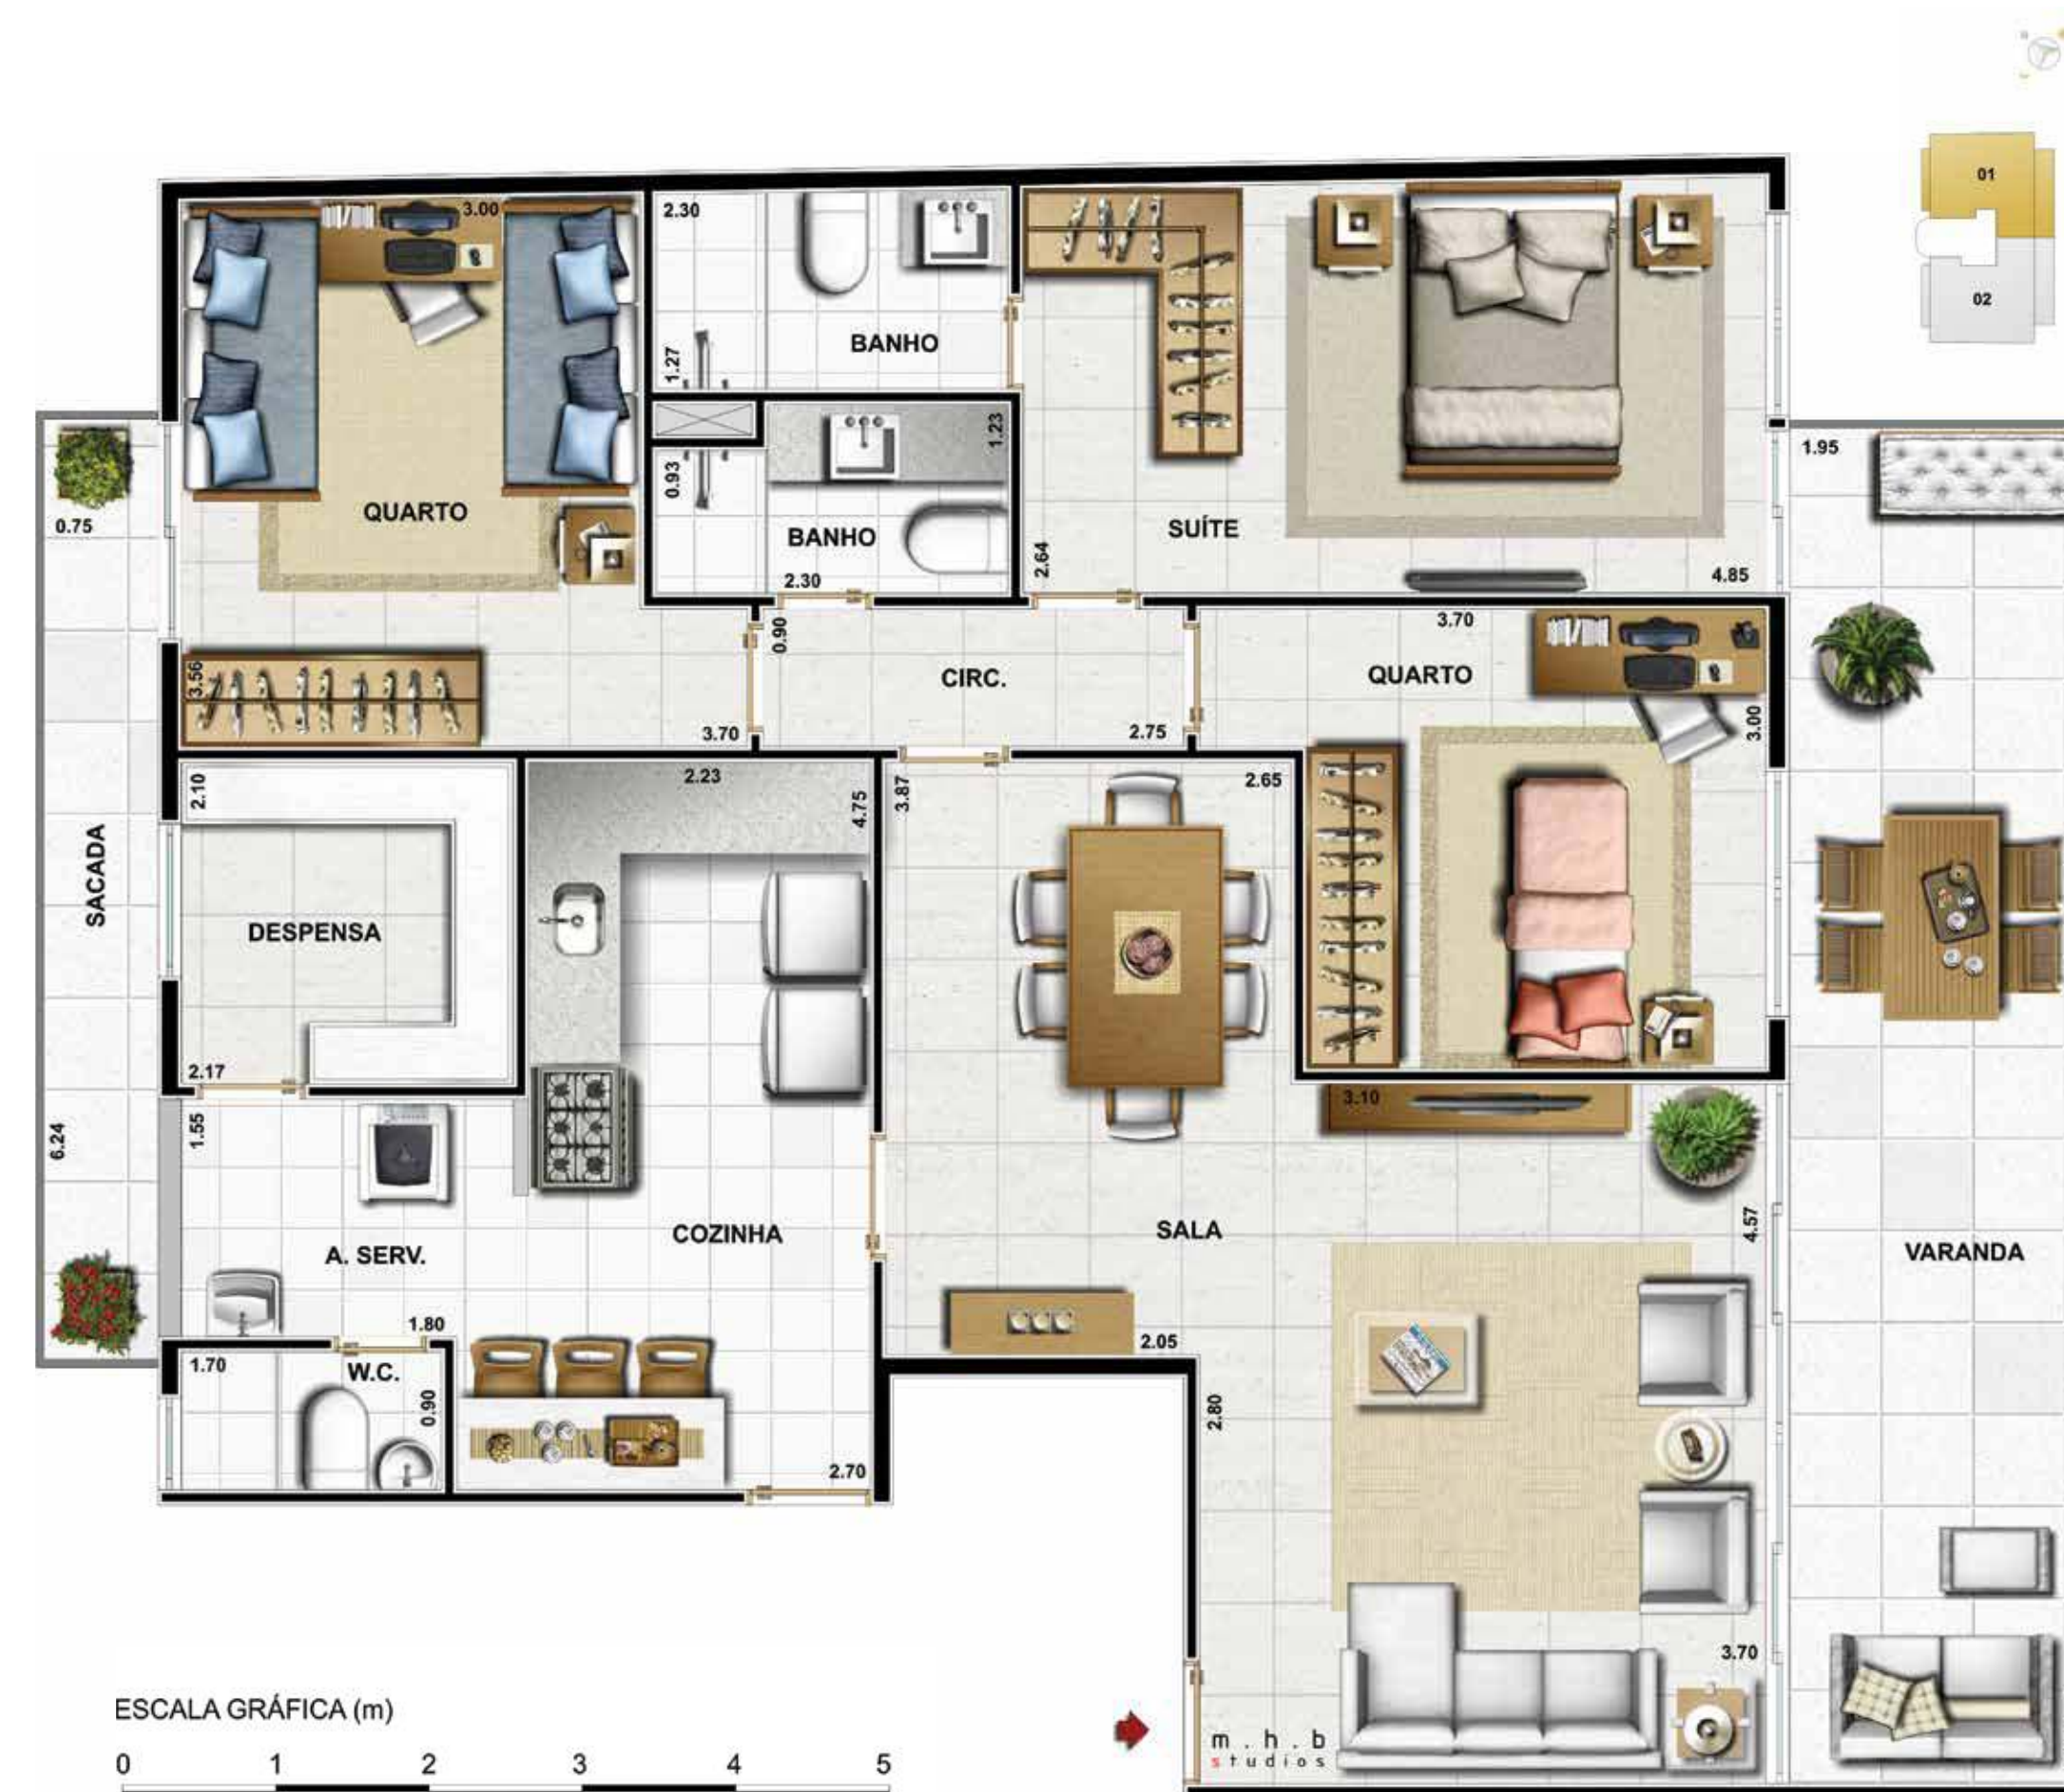 01
02
3.00
2.30
BANHO
1.27
1.23
0.93
BANHO
2.30
QUARTO
0.75
SUÍTE
2.64
4.85
1.95
3.56
3.70
0.90
CIRC.
2.75
3.70
QUARTO
3.00
2.10
DESPENSA
2.17
2.23
4.75
3.87
2.65
SACADA
6.24
1.55
A. SERV.
1.80
COZINHA
3.10
SALA
4.57
VARANDA
1.70
W.C.
0.90
2.70
2.05
2.80
3.70
m.h.b
studios
ESCALA GRÁFICA (m)
0 1 2 3 4 5